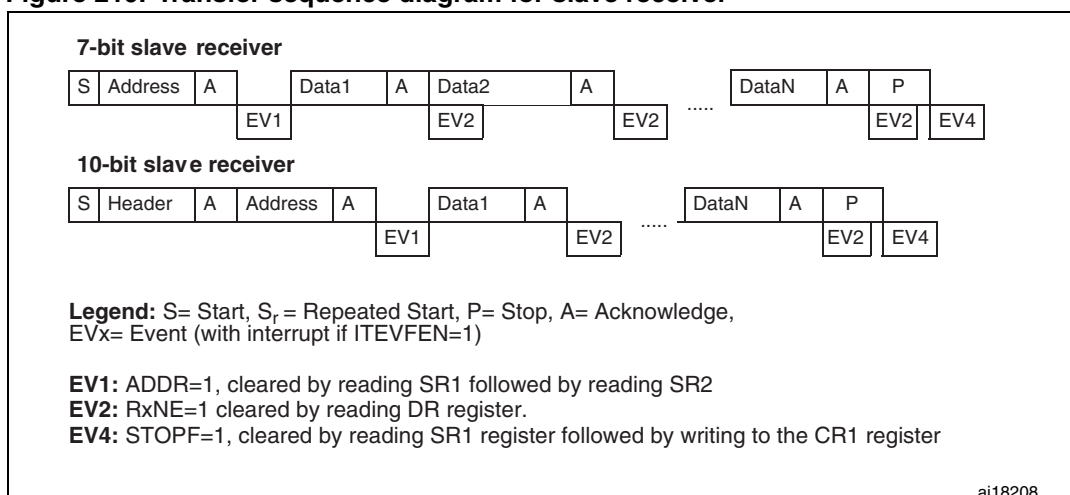 7-bit slave receiver
S Address A Data1 A Data2 A ..... DataN A P
EV1 EV2 EV2 EV2 EV4
10-bit slave receiver
S Header A Address A Data1 A ..... DataN A P
EV1 EV2 EV2 EV4
Legend: S= Start, Sr = Repeated Start, P= Stop, A= Acknowledge,
EVx= Event (with interrupt if ITEVFEN=1)
EV1: ADDR=1, cleared by reading SR1 followed by reading SR2
EV2: RxNE=1 cleared by reading DR register.
EV4: STOPF=1, cleared by reading SR1 register followed by writing to the CR1 register
ai18208